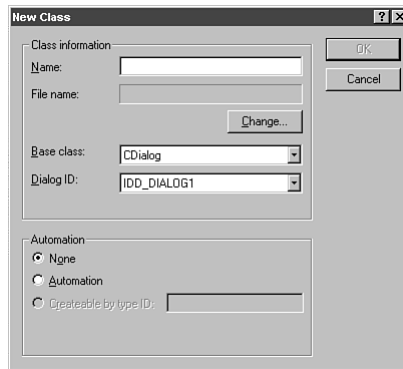 New Class
Class information
OK
Name:
Cancel
File name:
Change...
Base class: CDialog
Dialog ID: IDD_DIALOG1
Automation
None
Automation
Createable by type ID: